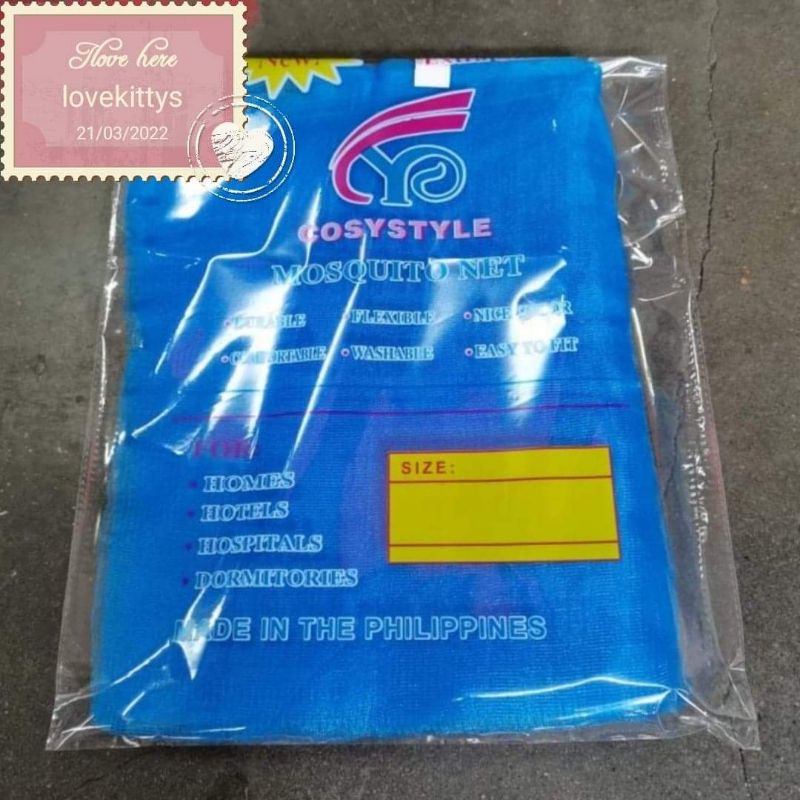 I love here
lovekittys
21/03/2022
New!
COSYSTYLE
MOSQUITO NET
• DURABLE • FLEXIBLE • NICE COLOR
• COMFORTABLE • WASHABLE • EASY TO FIT
FOR:
• HOMES
• HOTELS
• HOSPITALS
• DORMITORIES
SIZE:
MADE IN THE PHILIPPINES